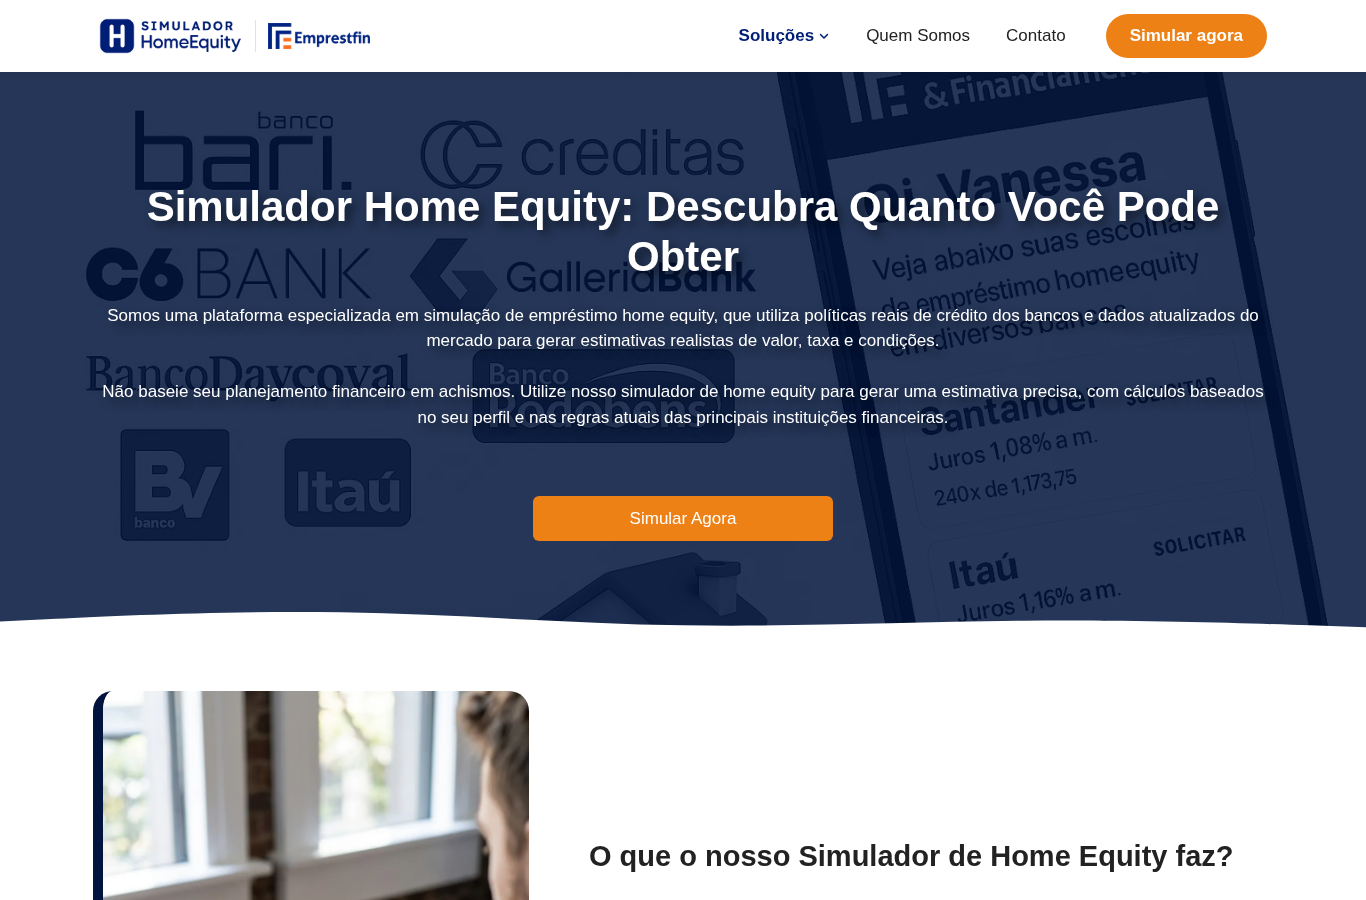 SIMULADOR
HomeEquity
Emprestfin
Soluções
Quem Somos
Contato
Simular agora
& Financiamento
banco
bari.
creditas
Oi, Vanessa
Simulador Home Equity: Descubra Quanto Você Pode
Obter
C6 BANK
GalleriaBank
Veja abaixo suas escolhas
de empréstimo home equity
em diversos bancos
Somos uma plataforma especializada em simulação de empréstimo home equity, que utiliza políticas reais de crédito dos bancos e dados atualizados do
mercado para gerar estimativas realistas de valor, taxa e condições.
BancoDaycoval
Banco
Rodobens
Não baseie seu planejamento financeiro em achismos. Utilize nosso simulador de home equity para gerar uma estimativa precisa, com cálculos baseados
no seu perfil e nas regras atuais das principais instituições financeiras.
Santander
SOLICITAR
Juros 1,08% a m.
240x de 1,173,75
BV
banco
Itaú
Simular Agora
Itaú
SOLICITAR
Juros 1,16% a m.
O que o nosso Simulador de Home Equity faz?